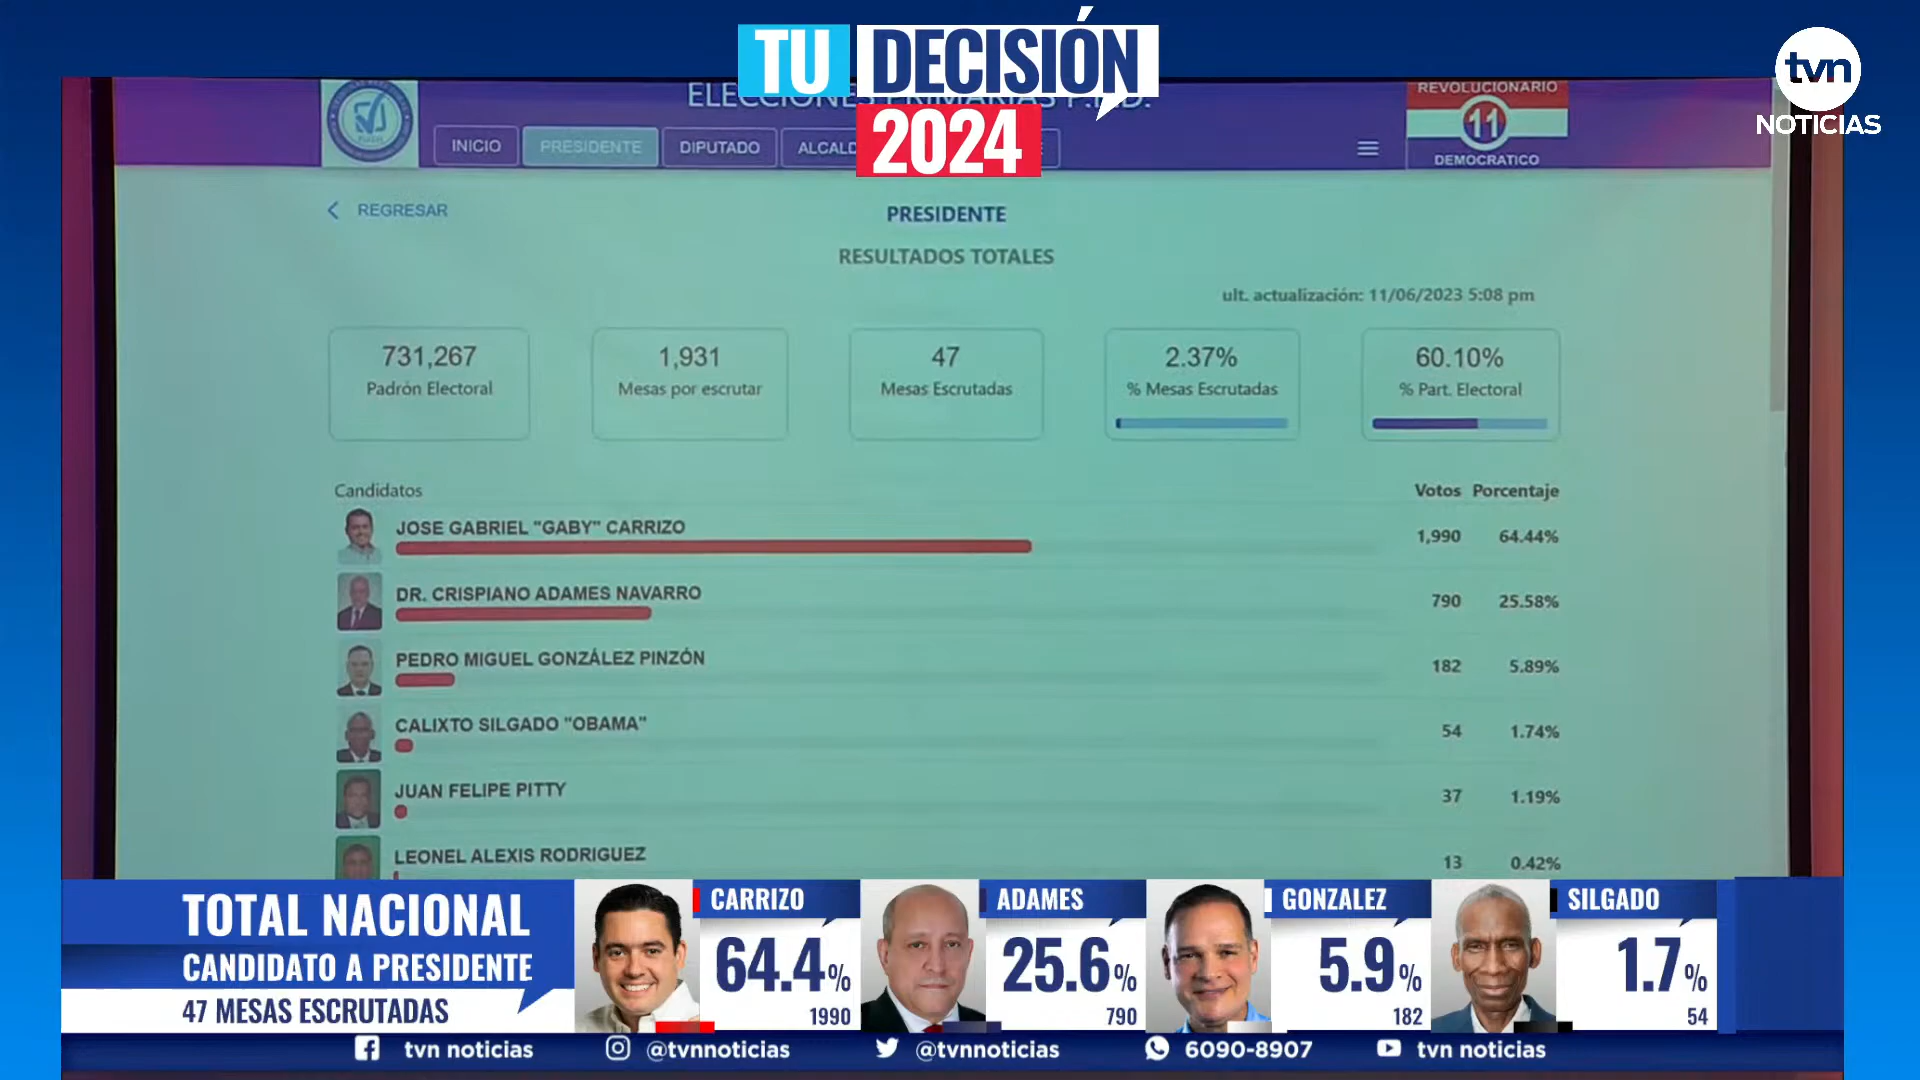 TU DECISIÓN
2024
tvn
NOTICIAS
ELECCIONES PRIMARIAS P.R.D.
INICIO
PRESIDENTE
DIPUTADO
ALCALD
REVOLUCIONARIO
11
DEMOCRATICO
REGRESAR
PRESIDENTE
RESULTADOS TOTALES
ult. actualización: 11/06/2023 5:08 pm
731,267
Padrón Electoral
1,931
Mesas por escrutar
47
Mesas Escrutadas
2.37%
% Mesas Escrutadas
60.10%
% Part. Electoral
Candidatos Votos Porcentaje
JOSE GABRIEL "GABY" CARRIZO 1,990 64.44%
DR. CRISPIANO ADAMES NAVARRO 790 25.58%
PEDRO MIGUEL GONZÁLEZ PINZÓN 182 5.89%
CALIXTO SILGADO "OBAMA" 54 1.74%
JUAN FELIPE PITTY 37 1.19%
LEONEL ALEXIS RODRIGUEZ 13 0.42%
TOTAL NACIONAL
CANDIDATO A PRESIDENTE
47 MESAS ESCRUTADAS
CARRIZO
64.4%
1990
ADAMES
25.6%
790
GONZALEZ
5.9%
182
SILGADO
1.7%
54
tvn noticias @tvnnoticias @tvnnoticias 6090-8907 tvn noticias